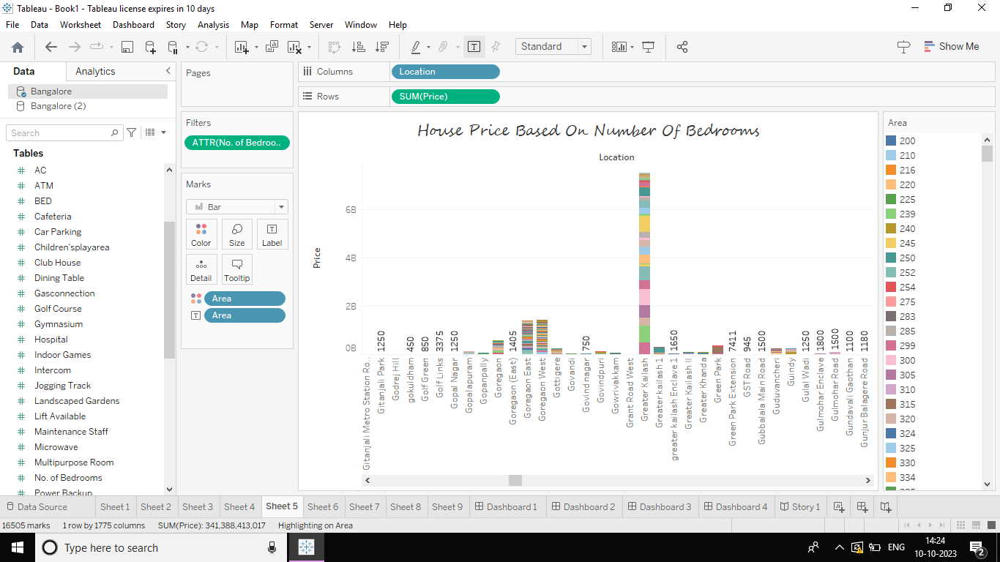 Tableau - Book1 - Tableau license expires in 10 days
File Data Worksheet Dashboard Story Analysis Map Format Server Window Help
Standard
Show Me
Data Analytics
Bangalore
Bangalore (2)
Search
Tables
AC
ATM
BED
Cafeteria
Car Parking
Children'splayarea
Club House
Dining Table
Gasconnection
Golf Course
Gymnasium
Hospital
Indoor Games
Intercom
Jogging Track
Landscaped Gardens
Lift Available
Maintenance Staff
Microwave
Multipurpose Room
No. of Bedrooms
Power Backup
Pages
Filters
ATTR(No. of Bedroo..
Marks
Bar
Color Size Label
Detail Tooltip
Area
Area
Columns Location
Rows SUM(Price)
House Price Based On Number Of Bedrooms
Location
Price
6B
4B
2B
0B
1250
450
850
3375
1250
1405
750
1650
7411
945
1500
1250
1800
1500
1100
1180
Gitanjali Metro Station Ro..
Gitanjali Park
Godrej Hill
gokuldham
Golf Green
Golf Links
Gopal Nagar
Gopalapuram
Gopanpally
Goregaon
Goregaon (East)
Goregaon East
Goregaon West
Gottigere
Govandi
Govind nagar
Govindpuri
Gowrivakkam
Grant Road West
Greater Kailash
Greater kailash 1
greater kailash Enclave 1
Greater Kailash II
Greater Khanda
Green Park
Green Park Extension
GST Road
Gubbalala Main Road
Guduvancheri
Guindy
Gulal Wadi
Gulmohar Enclave
Gulmohar Road
Gundavali Gaothan
Gunjur Balagere Road
Area
200
210
216
220
225
239
240
245
250
252
254
275
283
285
299
300
305
310
315
320
324
325
330
334
Data Source Sheet 1 Sheet 2 Sheet 3 Sheet 4 Sheet 5 Sheet 6 Sheet 7 Sheet 8 Sheet 9 Dashboard 1 Dashboard 2 Dashboard 3 Dashboard 4 Story 1
16505 marks 1 row by 1775 columns SUM(Price): 341,388,413,017 Highlighting on Area
Type here to search
ENG
14:24
10-10-2023
2